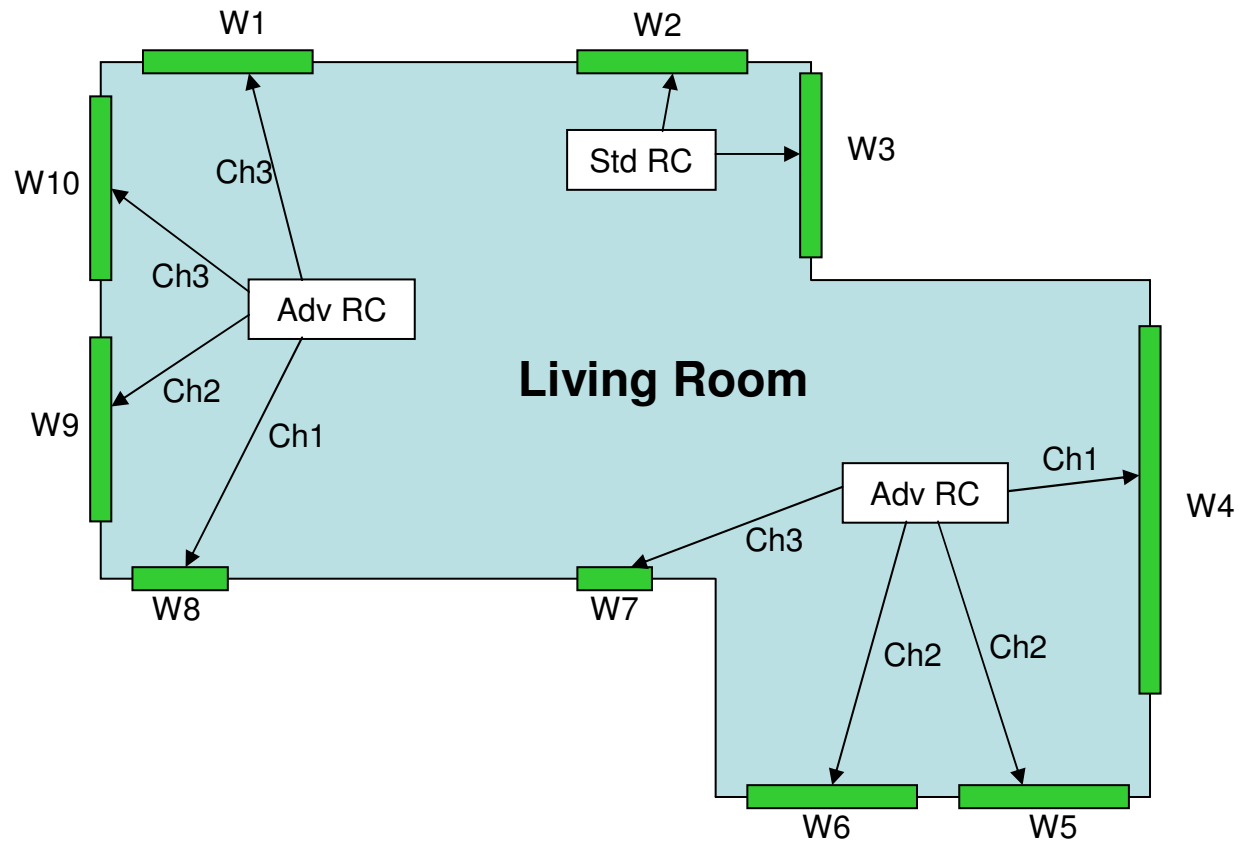 W1
W2
W3
Std RC
Ch3
W10
Ch3
Adv RC
Living Room
Ch2
W9
Ch1
Ch1
Adv RC
W4
Ch3
W8
W7
Ch2
Ch2
W6
W5